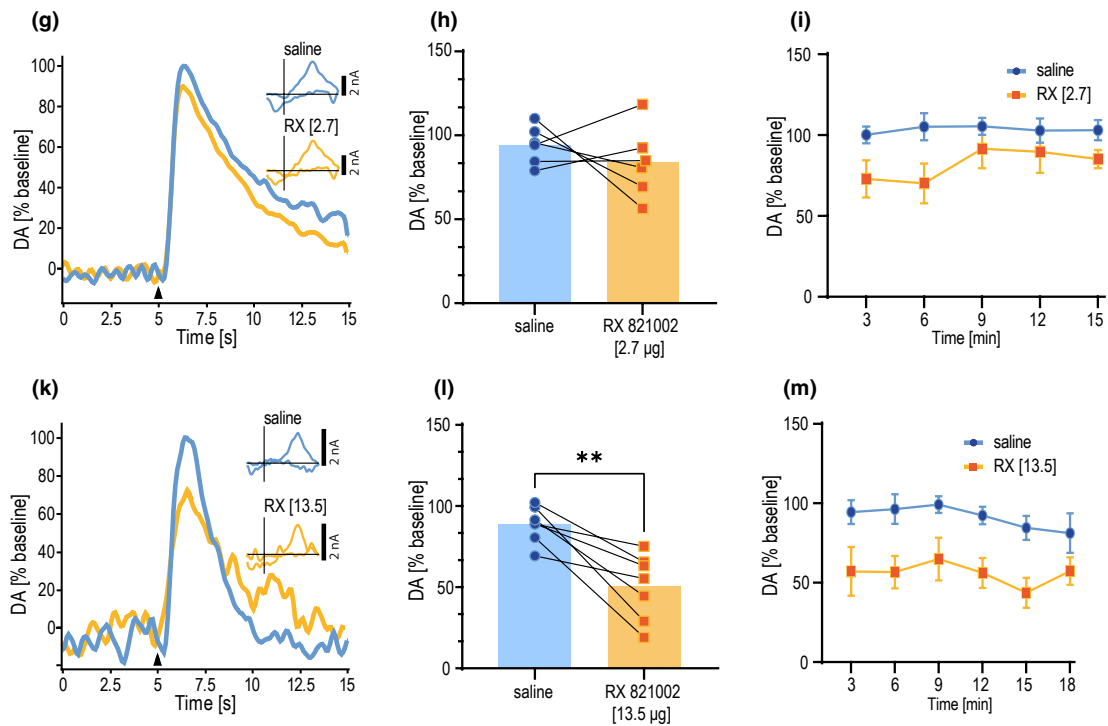 (g)
DA [% baseline]
100
80
60
40
20
0
0
2.5
5
7.5
10
12.5
15
Time [s]
saline
2 nA
RX [2.7]
2 nA
(h)
DA [% baseline]
150
100
50
0
saline
RX 821002
[2.7 µg]
(i)
DA [% baseline]
150
100
50
100
3
6
9
12
15
Time [min]
saline
RX [2.7]
(k)
DA [% baseline]
100
80
60
40
20
0
0
2.5
5
7.5
10
12.5
15
Time [s]
saline
2 nA
RX [13.5]
2 nA
(l)
DA [% baseline]
150
100
50
0
**
saline
RX 821002
[13.5 µg]
(m)
DA [% baseline]
150
100
50
100
3
6
9
12
15
18
Time [min]
saline
RX [13.5]